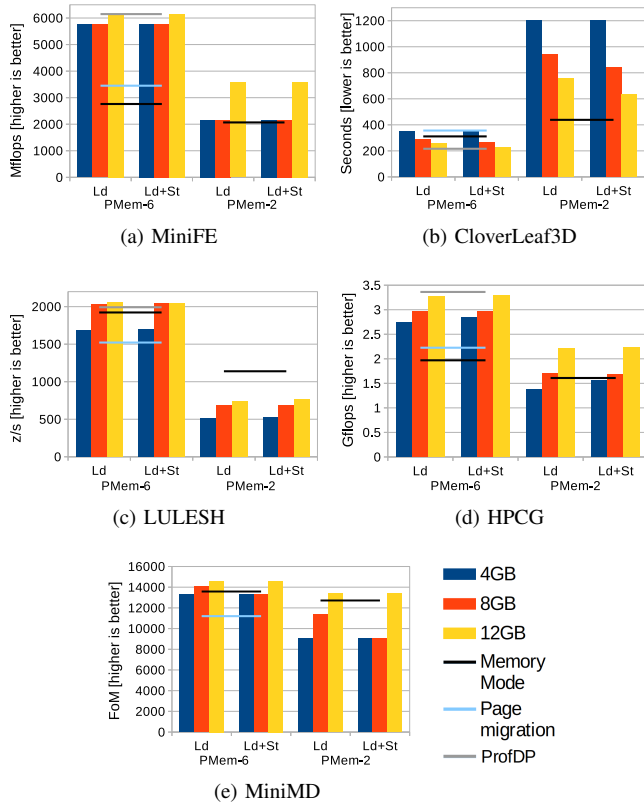 Mflops [higher is better]
6000
5000
4000
3000
2000
1000
0
Ld
Ld+St
Ld
Ld+St
PMem-6
PMem-2
(a) MiniFE
Seconds [lower is better]
1200
1000
800
600
400
200
0
Ld
Ld+St
Ld
Ld+St
PMem-6
PMem-2
(b) CloverLeaf3D
z/s [higher is better]
2000
1500
1000
500
0
Ld
Ld+St
Ld
Ld+St
PMem-6
PMem-2
(c) LULESH
Gflops [higher is better]
3.5
3
2.5
2
1.5
1
0.5
0
Ld
Ld+St
Ld
Ld+St
PMem-6
PMem-2
(d) HPCG
FoM [higher is better]
16000
14000
12000
10000
8000
6000
4000
2000
0
Ld
Ld+St
Ld
Ld+St
PMem-6
PMem-2
(e) MiniMD
4GB
8GB
12GB
Memory
Mode
Page
migration
ProfDP